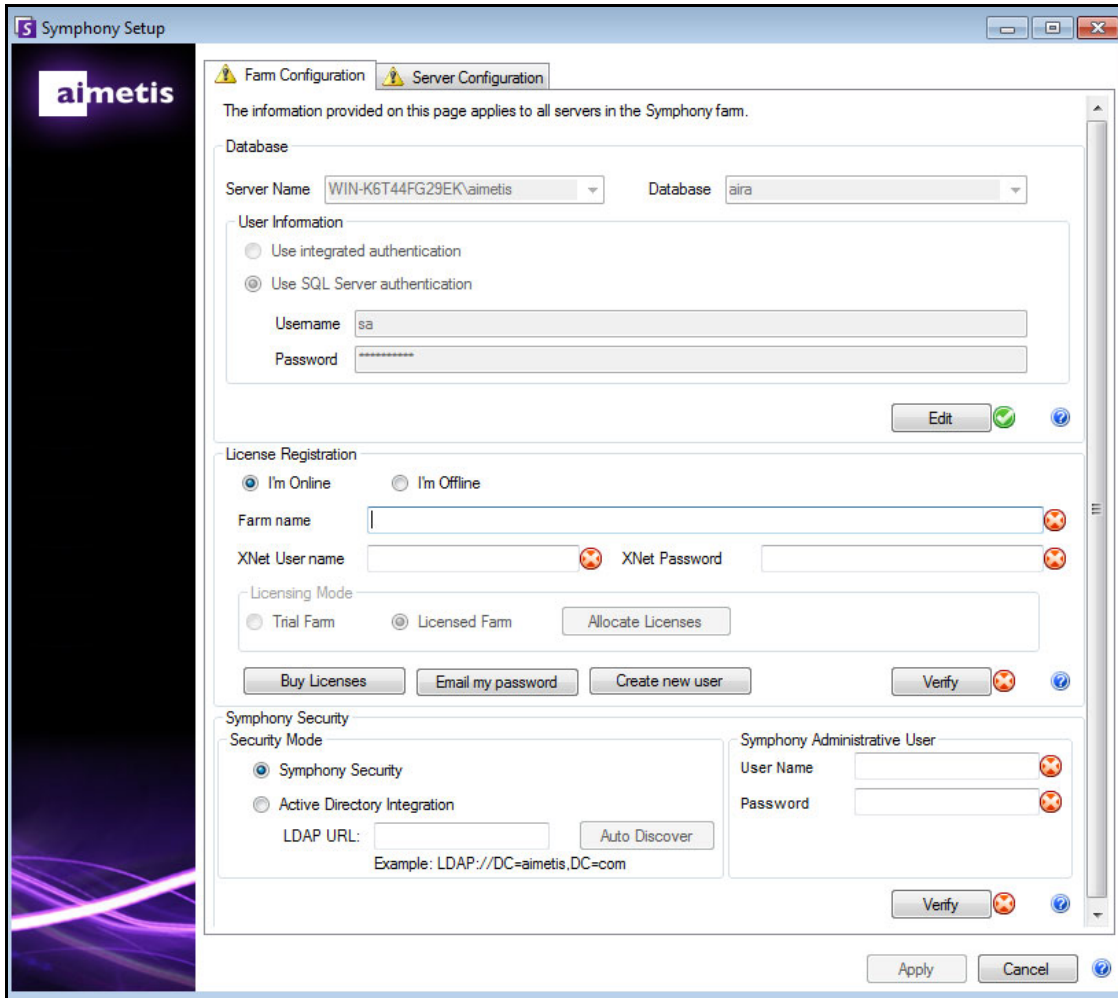 Symphony Setup
aimetis
Farm Configuration
Server Configuration
The information provided on this page applies to all servers in the Symphony farm.
Database
Server Name WIN-K6T44FG29EK\aimetis Database aira
User Information
Use integrated authentication
Use SQL Server authentication
Username sa
Password **********
Edit
License Registration
I'm Online I'm Offline
Farm name
XNet User name XNet Password
Licensing Mode
Trial Farm Licensed Farm Allocate Licenses
Buy Licenses Email my password Create new user Verify
Symphony Security
Security Mode
Symphony Security
Active Directory Integration
LDAP URL: Auto Discover
Example: LDAP://DC=aimetis,DC=com
Symphony Administrative User
User Name
Password
Verify
Apply Cancel